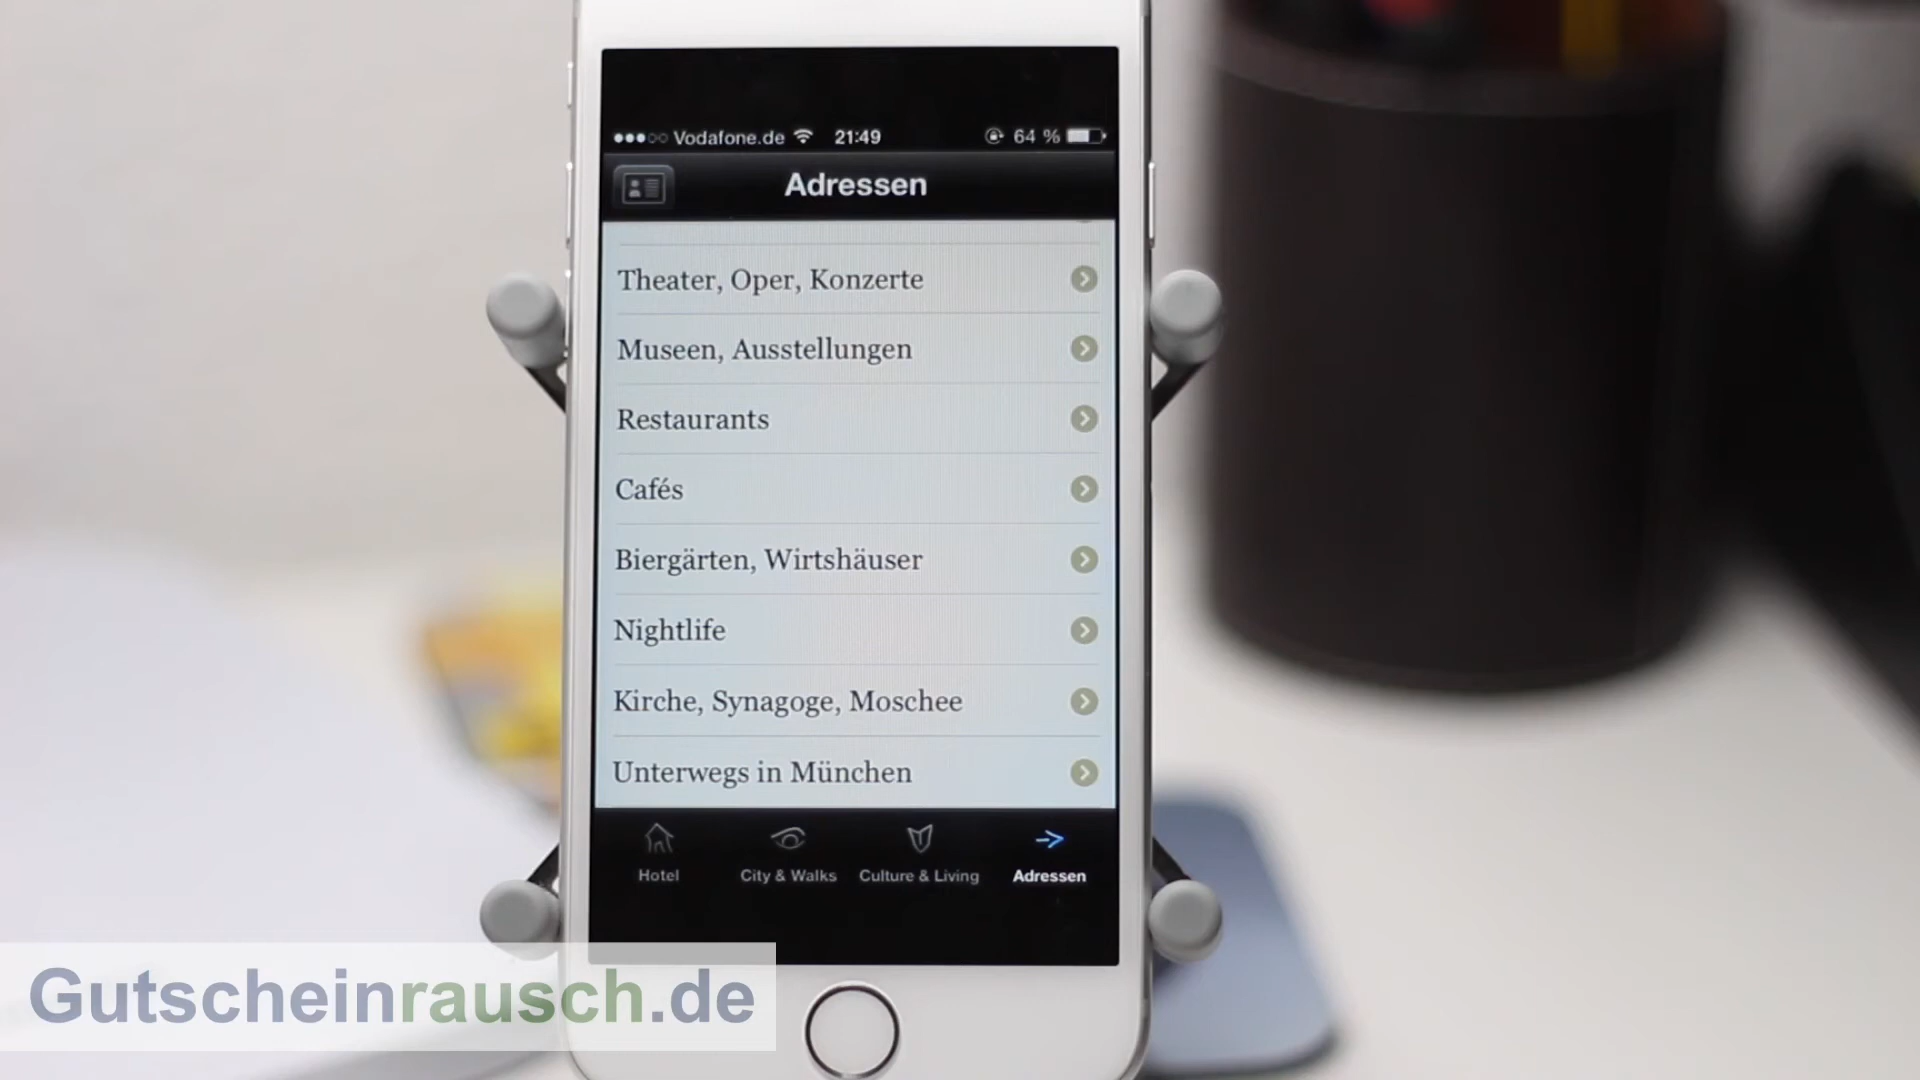 Vodafone.de 21:49 64 %
Adressen
Theater, Oper, Konzerte
Museen, Ausstellungen
Restaurants
Cafés
Biergärten, Wirtshäuser
Nightlife
Kirche, Synagoge, Moschee
Unterwegs in München
Hotel City & Walks Culture & Living Adressen
Gutscheinrausch.de